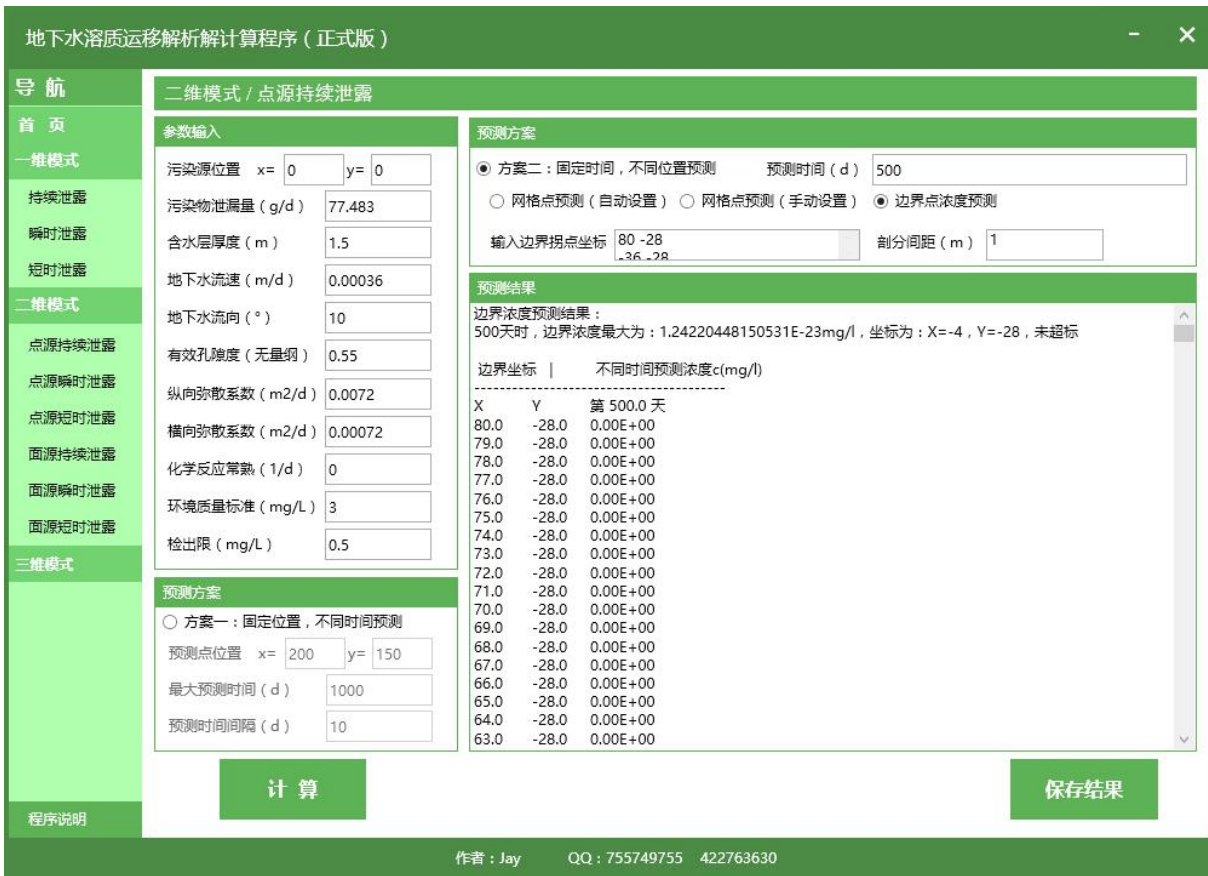 地下水溶质运移解析解计算程序（正式版）
导 航
首 页
一维模式
持续泄露
瞬时泄露
短时泄露
二维模式
点源持续泄露
点源瞬时泄露
点源短时泄露
面源持续泄露
面源瞬时泄露
面源短时泄露
三维模式
程序说明
二维模式 / 点源持续泄露
参数输入
污染源位置 x= 0 y= 0
污染物泄漏量（g/d） 77.483
含水层厚度（m） 1.5
地下水流速（m/d） 0.00036
地下水流向（°） 10
有效孔隙度（无量纲） 0.55
纵向弥散系数（m2/d） 0.0072
横向弥散系数（m2/d） 0.00072
化学反应常熟（1/d） 0
环境质量标准（mg/L） 3
检出限（mg/L） 0.5
预测方案
方案一：固定位置，不同时间预测
预测点位置 x= 200 y= 150
最大预测时间（d） 1000
预测时间间隔（d） 10
计 算
预测方案
方案二：固定时间，不同位置预测 预测时间（d） 500
网格点预测（自动设置） 网格点预测（手动设置） 边界点浓度预测
输入边界拐点坐标 80 -28 剖分间距（m） 1
-36 -28
预测结果
边界浓度预测结果：
500天时，边界浓度最大为：1.24220448150531E-23mg/l，坐标为：X=-4，Y=-28，未超标
边界坐标 | 不同时间预测浓度c(mg/l)
----------------------------------------
X Y 第 500.0 天
80.0 -28.0 0.00E+00
79.0 -28.0 0.00E+00
78.0 -28.0 0.00E+00
77.0 -28.0 0.00E+00
76.0 -28.0 0.00E+00
75.0 -28.0 0.00E+00
74.0 -28.0 0.00E+00
73.0 -28.0 0.00E+00
72.0 -28.0 0.00E+00
71.0 -28.0 0.00E+00
70.0 -28.0 0.00E+00
69.0 -28.0 0.00E+00
68.0 -28.0 0.00E+00
67.0 -28.0 0.00E+00
66.0 -28.0 0.00E+00
65.0 -28.0 0.00E+00
64.0 -28.0 0.00E+00
63.0 -28.0 0.00E+00
保存结果
作者：Jay QQ：755749755 422763630